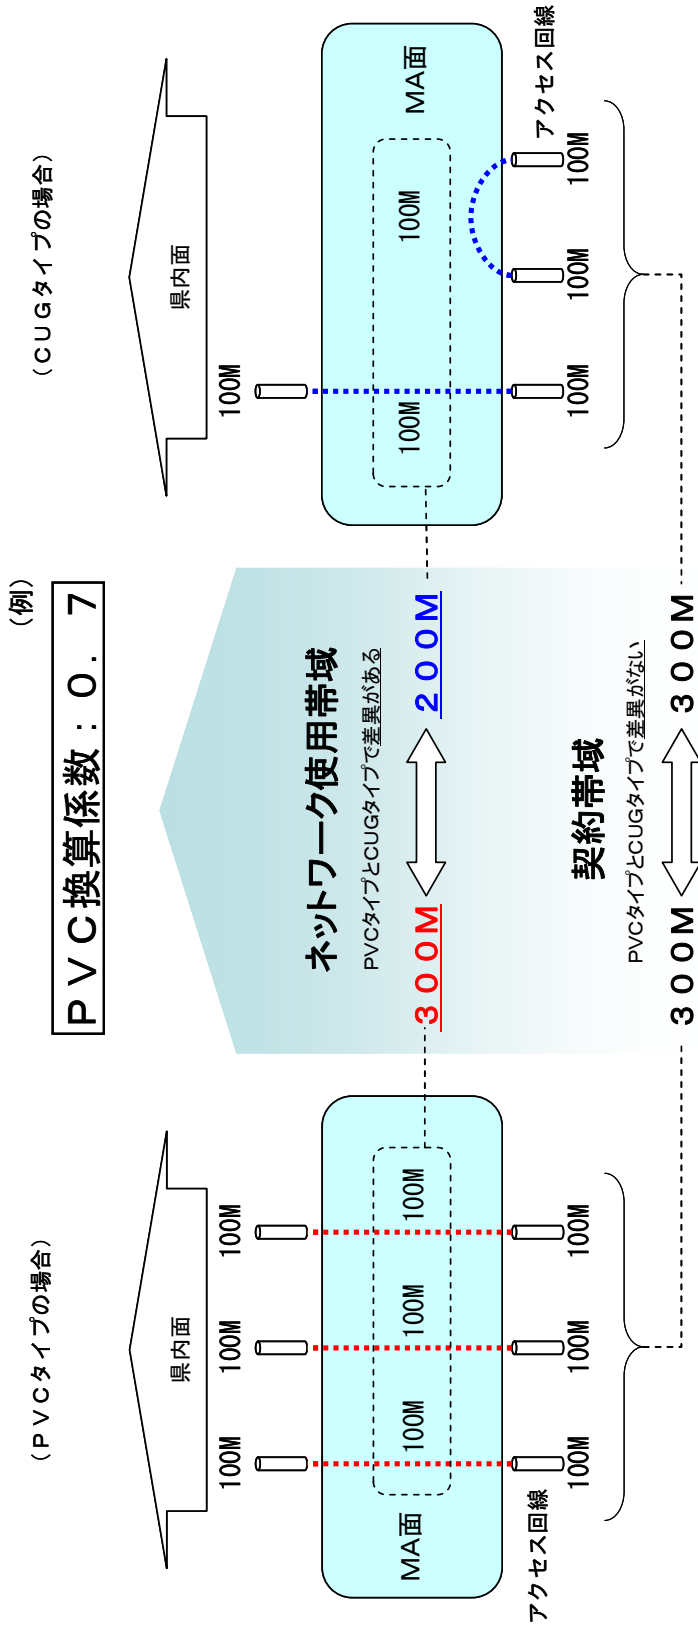 (例)
PVC換算係数:0.7
(PVCタイプの場合)
県内面
100M
100M
100M
100M
100M
100M
MA面
100M
100M
100M
アクセス回線
ネットワーク使用帯域
PVCタイプとCUGタイプで差異がある
300M
200M
契約帯域
PVCタイプとCUGタイプで差異がない
300M
300M
(CUGタイプの場合)
県内面
100M
100M
100M
MA面
100M
100M
100M
アクセス回線